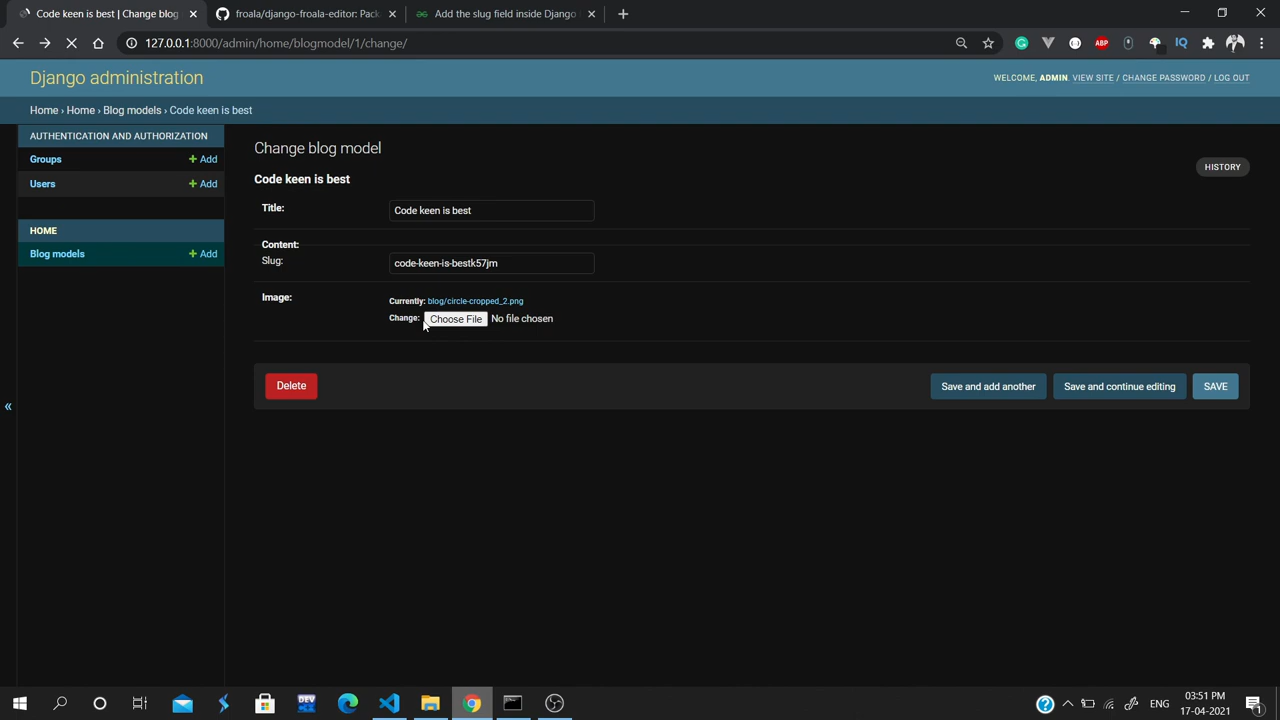 Code keen is best | Change blog
froala/django-froala-editor: Pack
Add the slug field inside Django
127.0.0.1:8000/admin/home/blogmodel/1/change/
Django administration
WELCOME, ADMIN. VIEW SITE / CHANGE PASSWORD / LOG OUT
Home › Home › Blog models › Code keen is best
AUTHENTICATION AND AUTHORIZATION
Groups + Add
Users + Add
HOME
Blog models + Add
«
Change blog model
HISTORY
Code keen is best
Title: Code keen is best
Content:
Slug: code-keen-is-bestk57jm
Image: Currently: blog/circle-cropped_2.png
Change: Choose File No file chosen
Delete Save and add another Save and continue editing SAVE
ABP
IQ
DEV
ENG
03:51 PM
17-04-2021
1